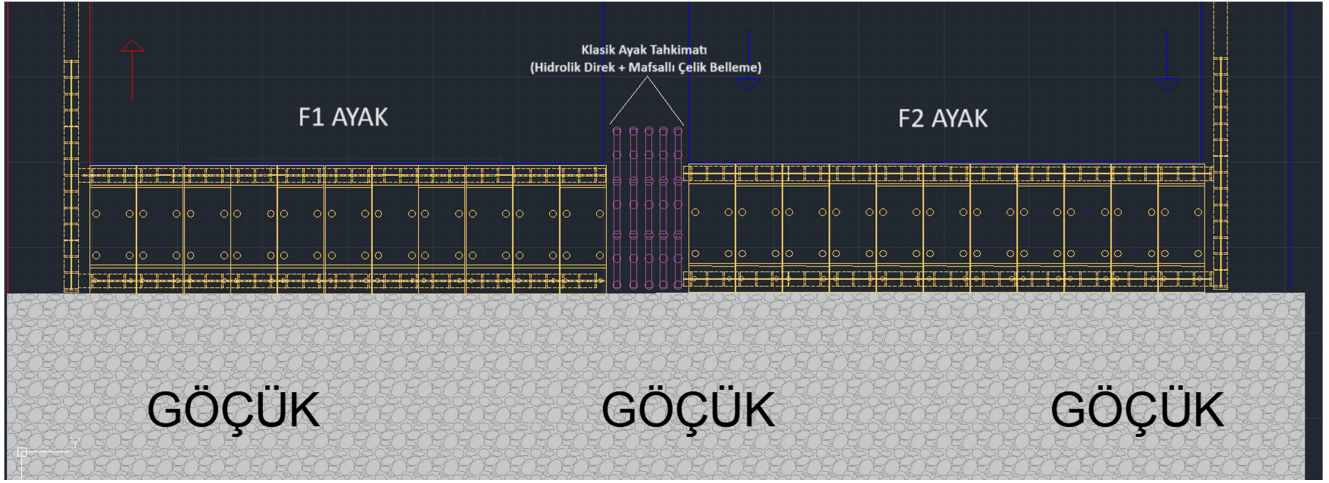 Klasik Ayak Tahkimatı
(Hidrolik Direk + Mafsallı Çelik Belleme)
F1 AYAK
F2 AYAK
GÖÇÜK
GÖÇÜK
GÖÇÜK
Y